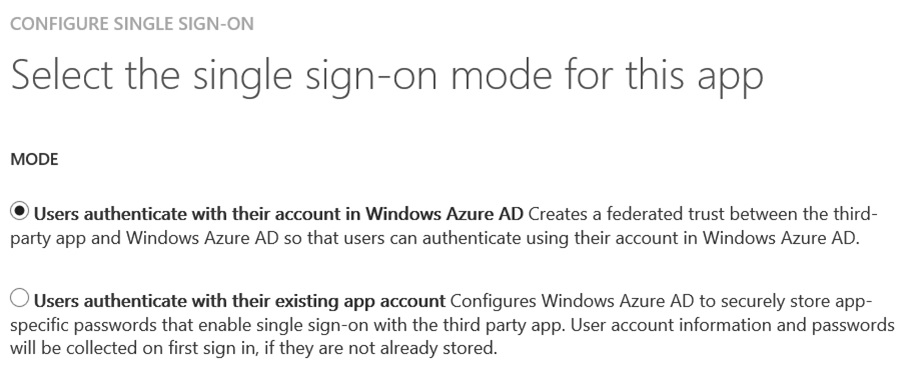 CONFIGURE SINGLE SIGN-ON
Select the single sign-on mode for this app
MODE
Users authenticate with their account in Windows Azure AD Creates a federated trust between the third-
party app and Windows Azure AD so that users can authenticate using their account in Windows Azure AD.
Users authenticate with their existing app account Configures Windows Azure AD to securely store app-
specific passwords that enable single sign-on with the third party app. User account information and passwords
will be collected on first sign in, if they are not already stored.